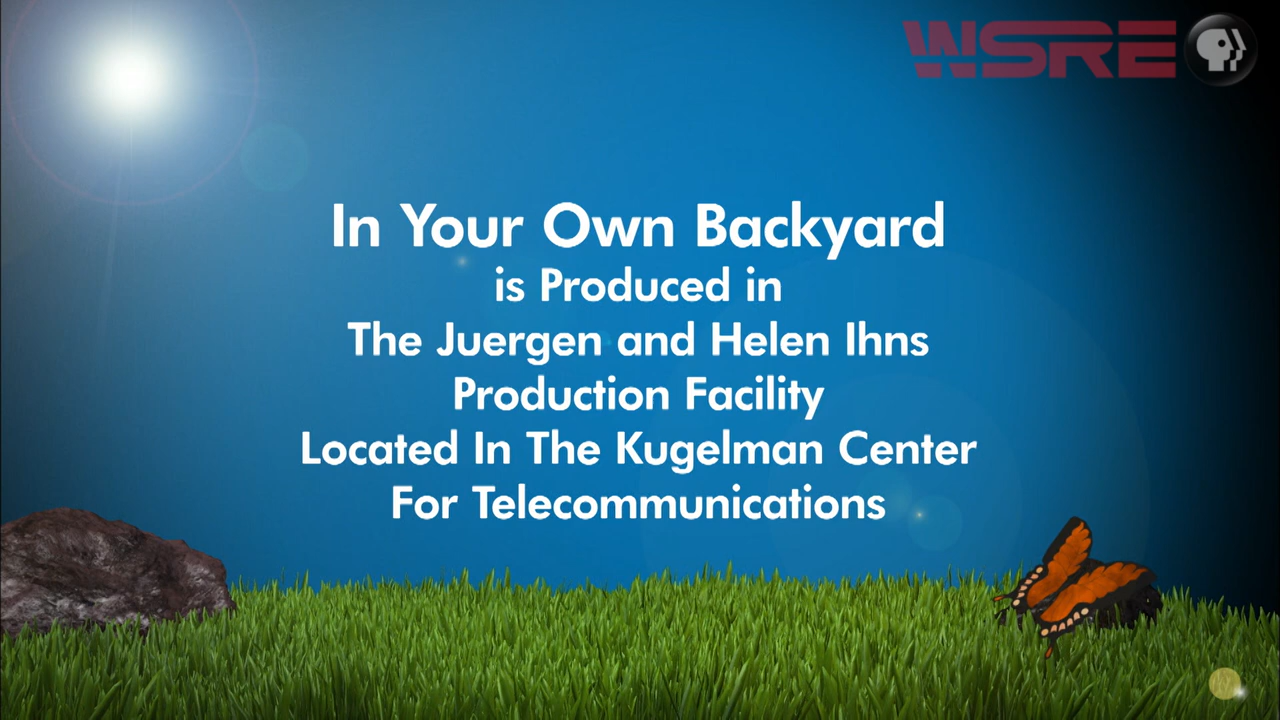 WSRE
In Your Own Backyard
is Produced in
The Juergen and Helen Ihns
Production Facility
Located In The Kugelman Center
For Telecommunications